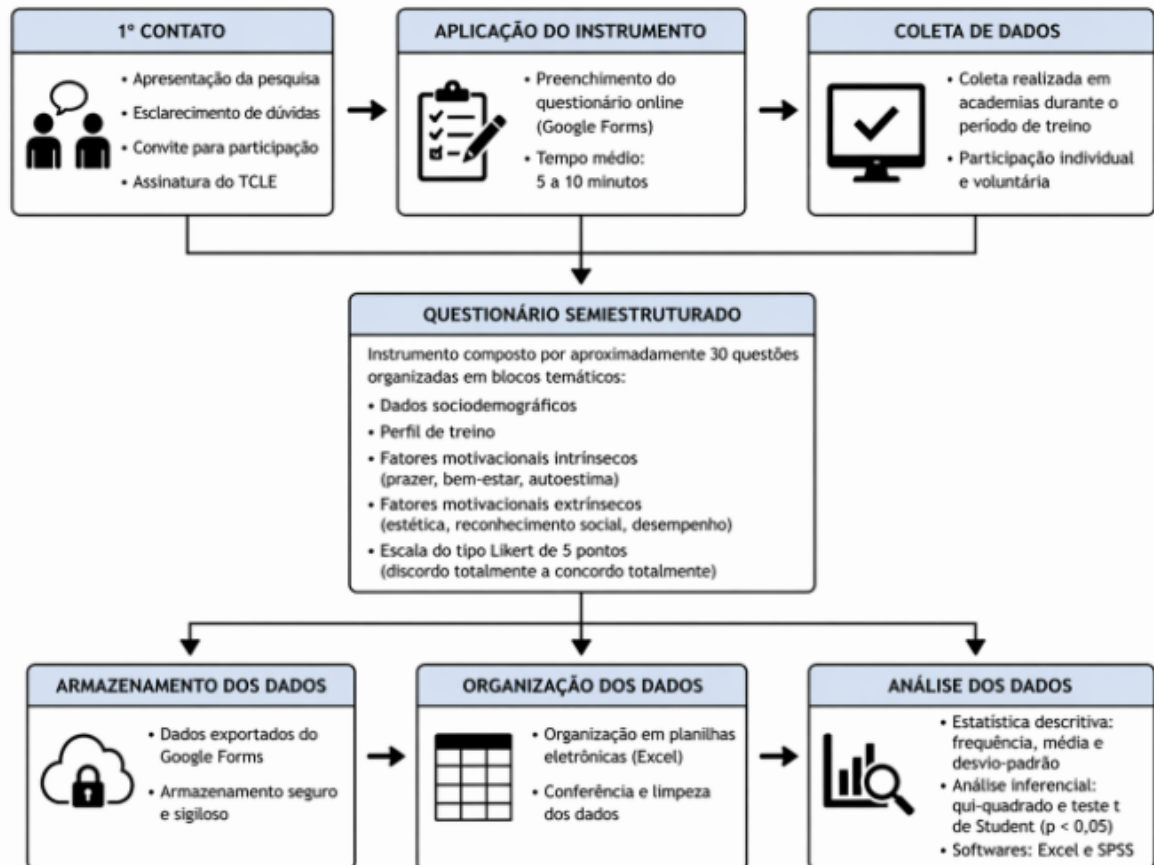 1º CONTATO
• Apresentação da pesquisa
• Esclarecimento de dúvidas
• Convite para participação
• Assinatura do TCLE
APLICAÇÃO DO INSTRUMENTO
• Preenchimento do
questionário online
(Google Forms)
• Tempo médio:
5 a 10 minutos
COLETA DE DADOS
• Coleta realizada em
academias durante o
período de treino
• Participação individual
e voluntária
QUESTIONÁRIO SEMIESTRUTURADO
Instrumento composto por aproximadamente 30 questões
organizadas em blocos temáticos:
• Dados sociodemográficos
• Perfil de treino
• Fatores motivacionais intrínsecos
(prazer, bem-estar, autoestima)
• Fatores motivacionais extrínsecos
(estética, reconhecimento social, desempenho)
• Escala do tipo Likert de 5 pontos
(discordo totalmente a concordo totalmente)
ARMAZENAMENTO DOS DADOS
• Dados exportados do
Google Forms
• Armazenamento seguro
e sigiloso
ORGANIZAÇÃO DOS DADOS
• Organização em planilhas
eletrônicas (Excel)
• Conferência e limpeza
dos dados
ANÁLISE DOS DADOS
• Estatística descritiva:
frequência, média e
desvio-padrão
• Análise inferencial:
qui-quadrado e teste t
de Student (p < 0,05)
• Softwares: Excel e SPSS